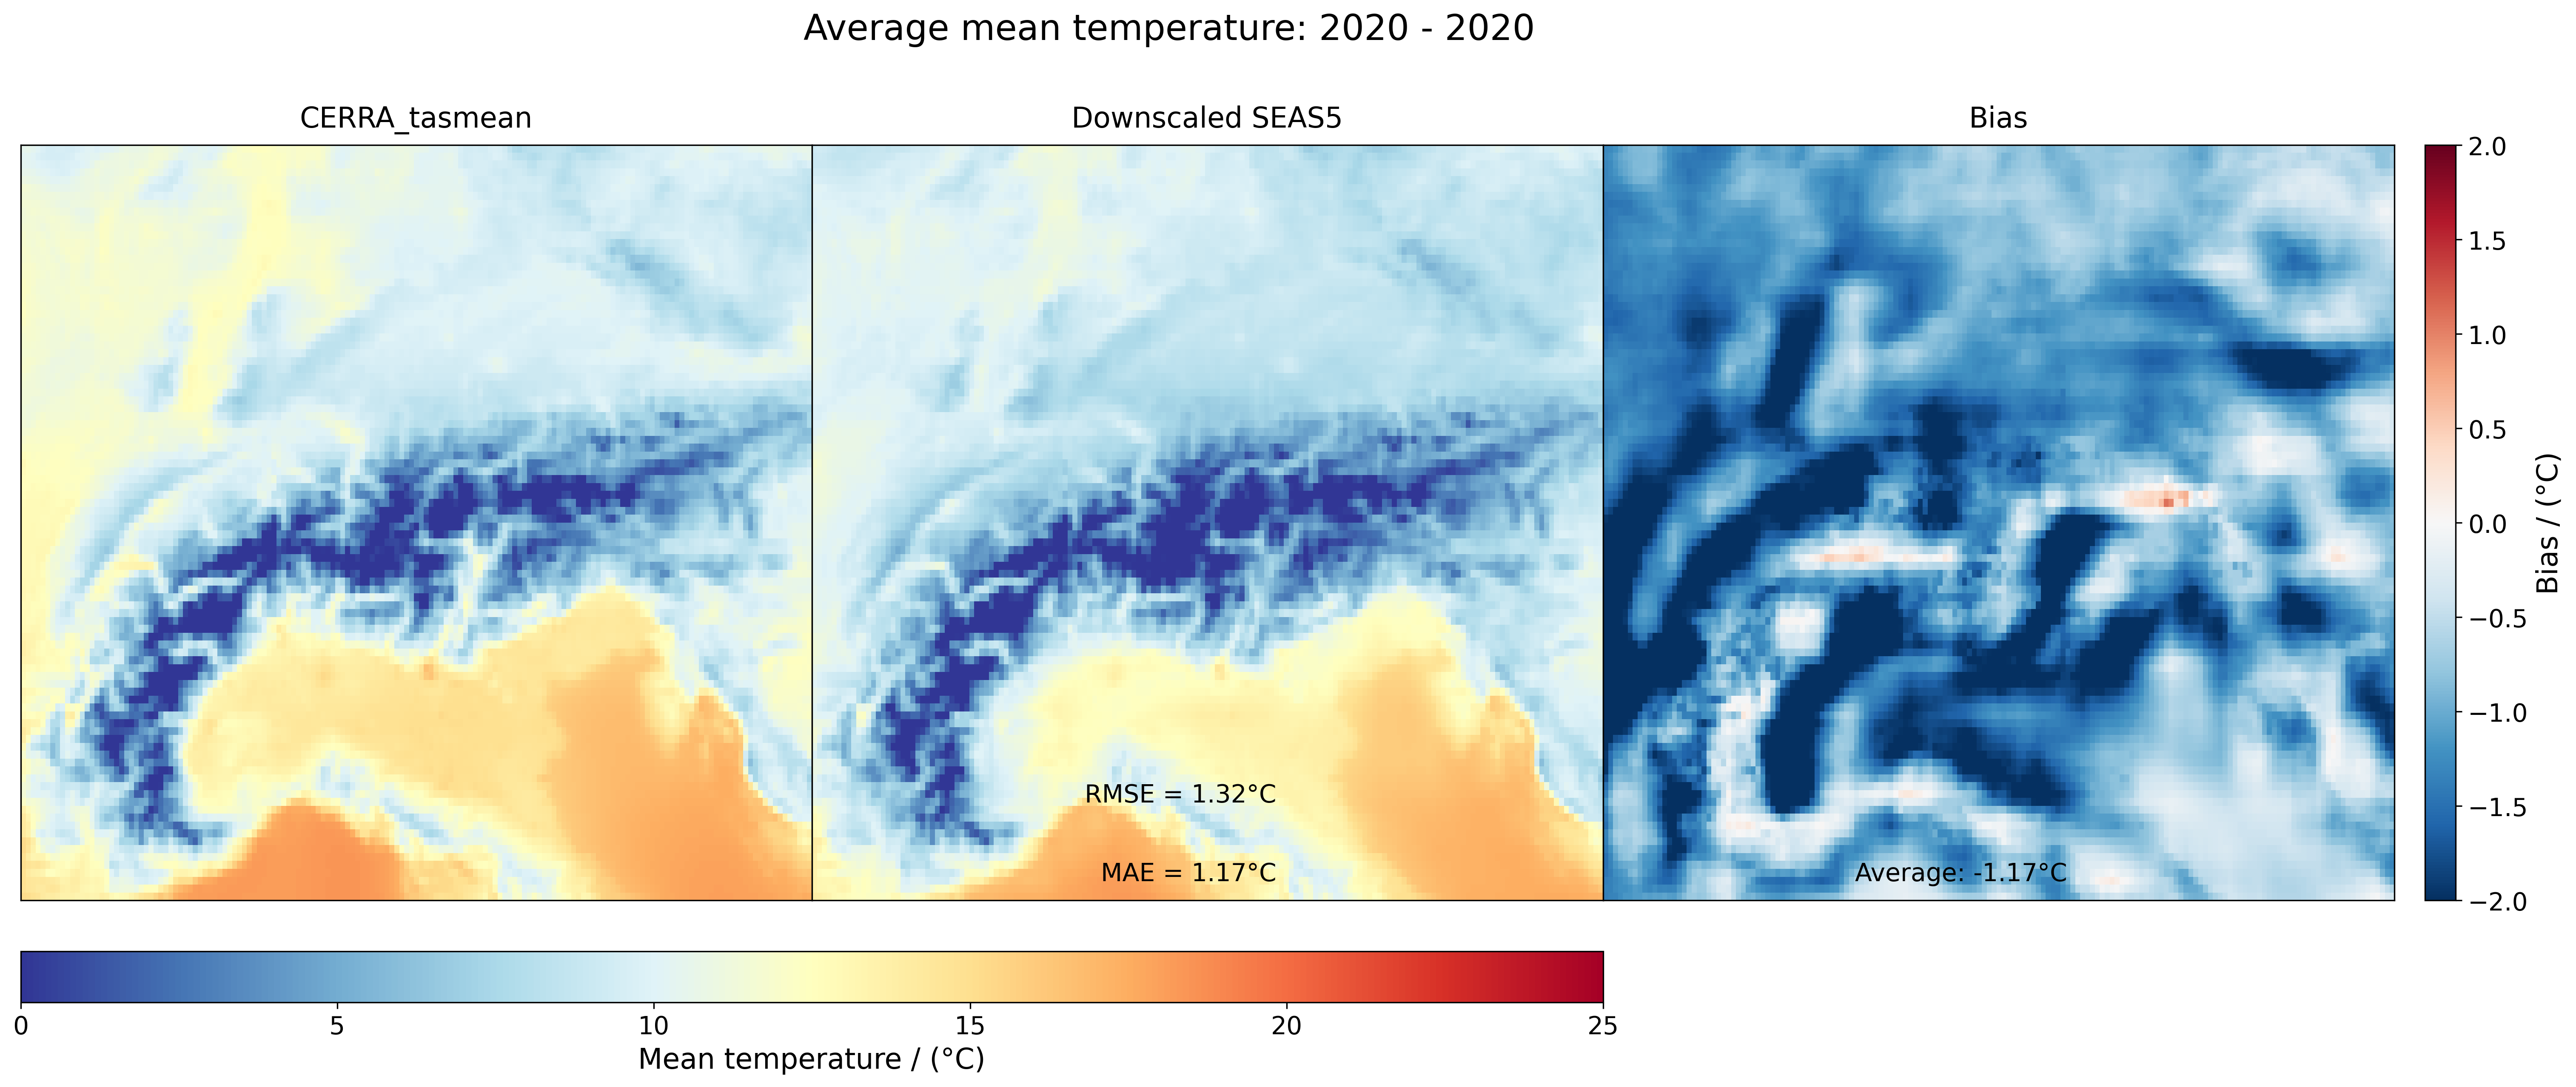 Average mean temperature: 2020 - 2020
CERRA_tasmean
Downscaled SEAS5
Bias
RMSE = 1.32°C
MAE = 1.17°C
Average: -1.17°C
2.0
1.5
1.0
0.5
0.0
−0.5
−1.0
−1.5
−2.0
Bias / (°C)
0 5 10 15 20 25
Mean temperature / (°C)